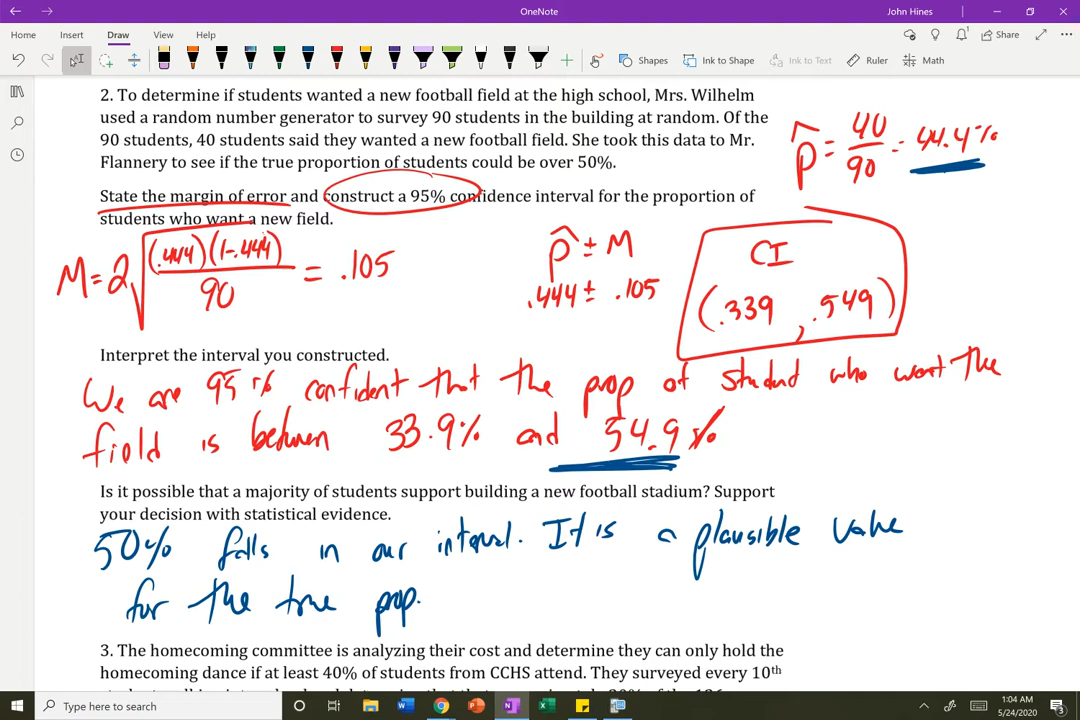 OneNote
John Hines
Home Insert Draw View Help
Share
Shapes Ink to Shape Ink to Text Ruler Math
2. To determine if students wanted a new football field at the high school, Mrs. Wilhelm
used a random number generator to survey 90 students in the building at random. Of the
90 students, 40 students said they wanted a new football field. She took this data to Mr.
Flannery to see if the true proportion of students could be over 50%.
p̂ = 40/90 = 44.4%
State the margin of error and construct a 95% confidence interval for the proportion of
students who want a new field.
M = 2√((.444)(1-.444)/90) = .105
p̂ ± M
.444 ± .105
CI
(.339, .549)
Interpret the interval you constructed.
We are 95% confident that the prop of student who want the
field is between 33.9% and 54.9%
Is it possible that a majority of students support building a new football stadium? Support
your decision with statistical evidence.
50% falls in our interval. It is a plausible value
for the true prop.
3. The homecoming committee is analyzing their cost and determine they can only hold the
homecoming dance if at least 40% of students from CCHS attend. They surveyed every 10th
Type here to search
1:04 AM
5/24/2020